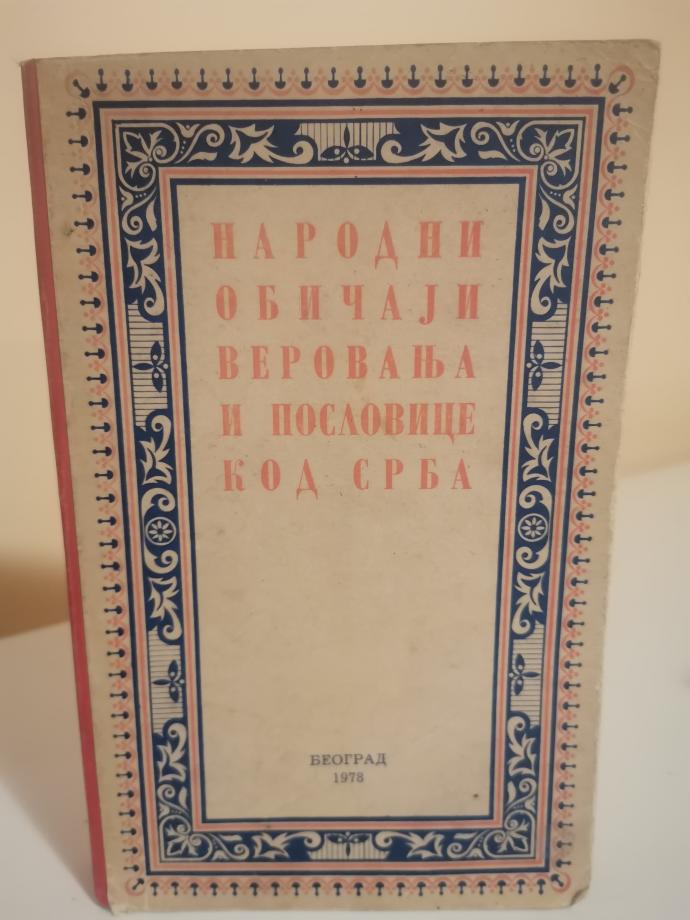 НАРОДНИ
ОБИЧАЈИ
ВЕРОВАЊА
И ПОСЛОВИЦЕ
КОД СРБА
БЕОГРАД
1978